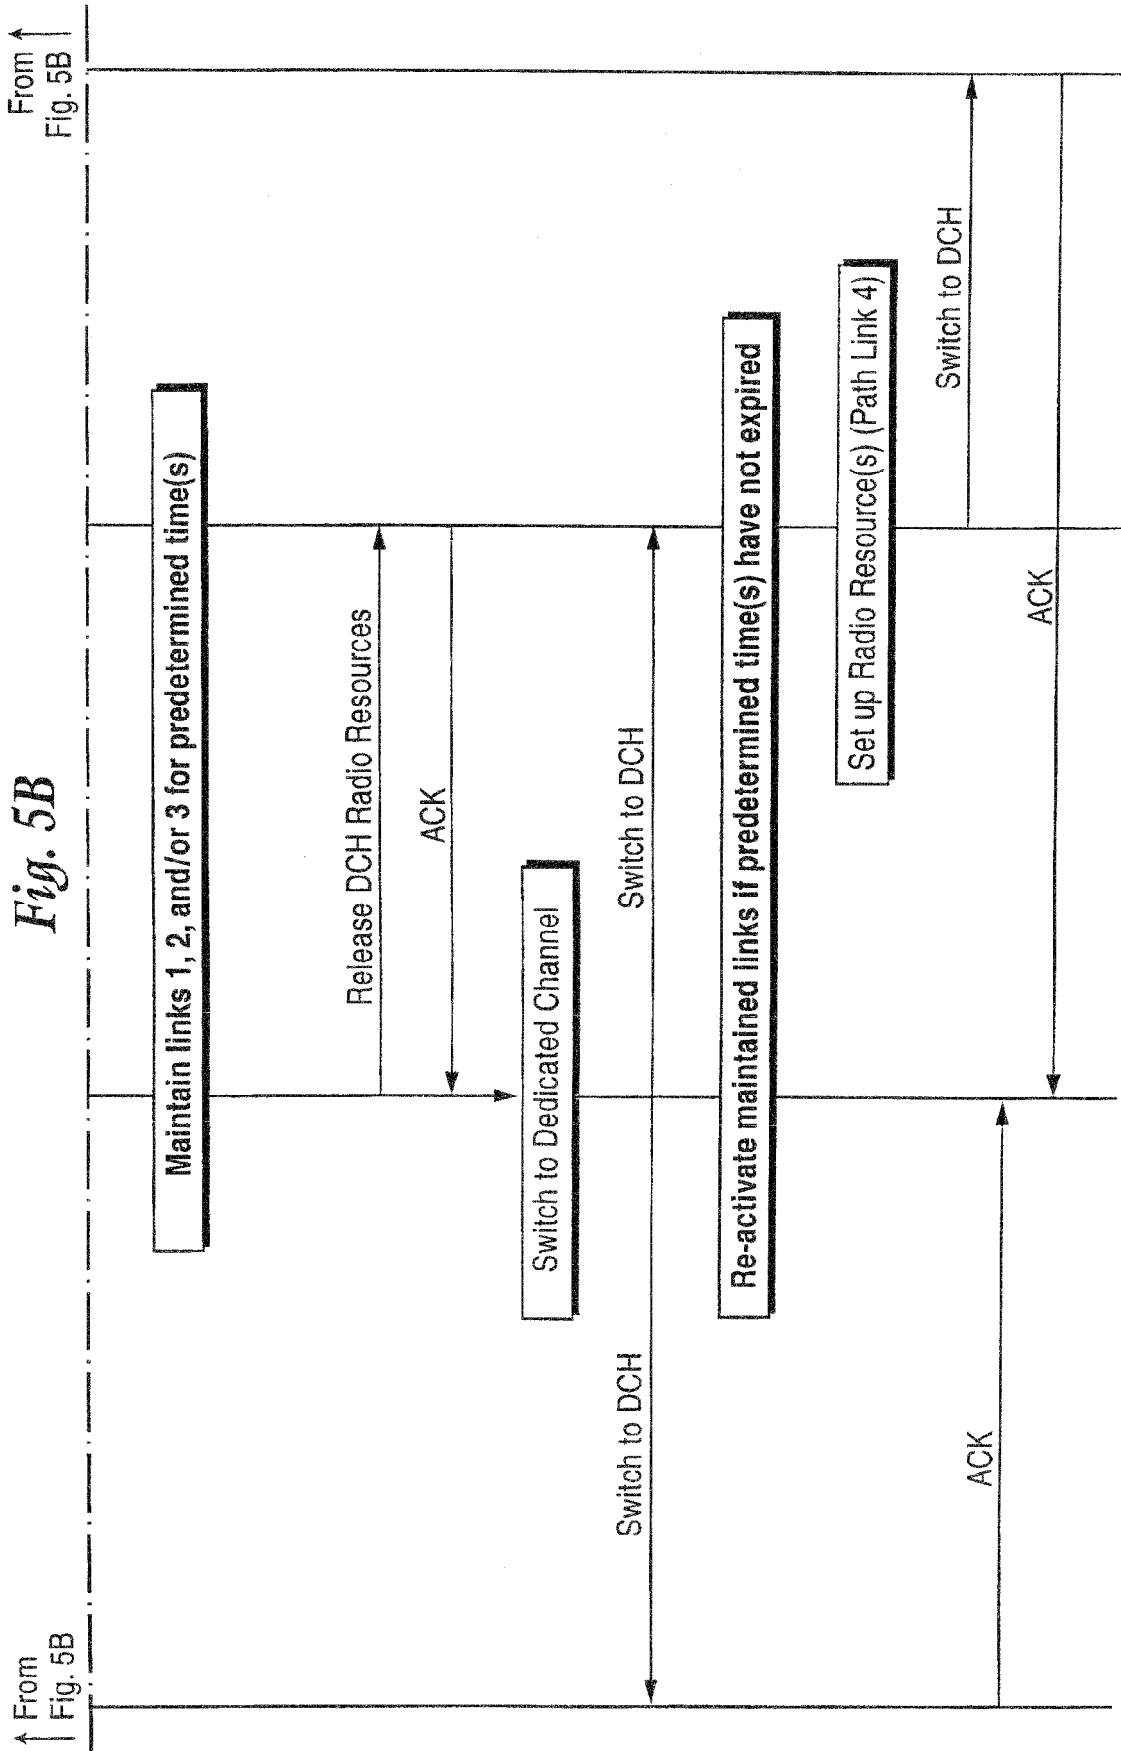 Fig. 5B
↑ From
Fig. 5B
From ↑
Fig. 5B
Maintain links 1, 2, and/or 3 for predetermined time(s)
Release DCH Radio Resources
ACK
Switch to Dedicated Channel
Switch to DCH
Switch to DCH
Re-activate maintained links if predetermined time(s) have not expired
Set up Radio Resource(s) (Path Link 4)
Switch to DCH
ACK
ACK